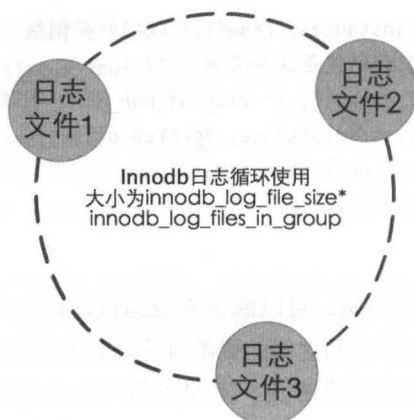 日志
文件1
日志
文件2
Innodb日志循环使用
大小为innodb_log_file_size*
innodb_log_files_in_group
日志
文件3